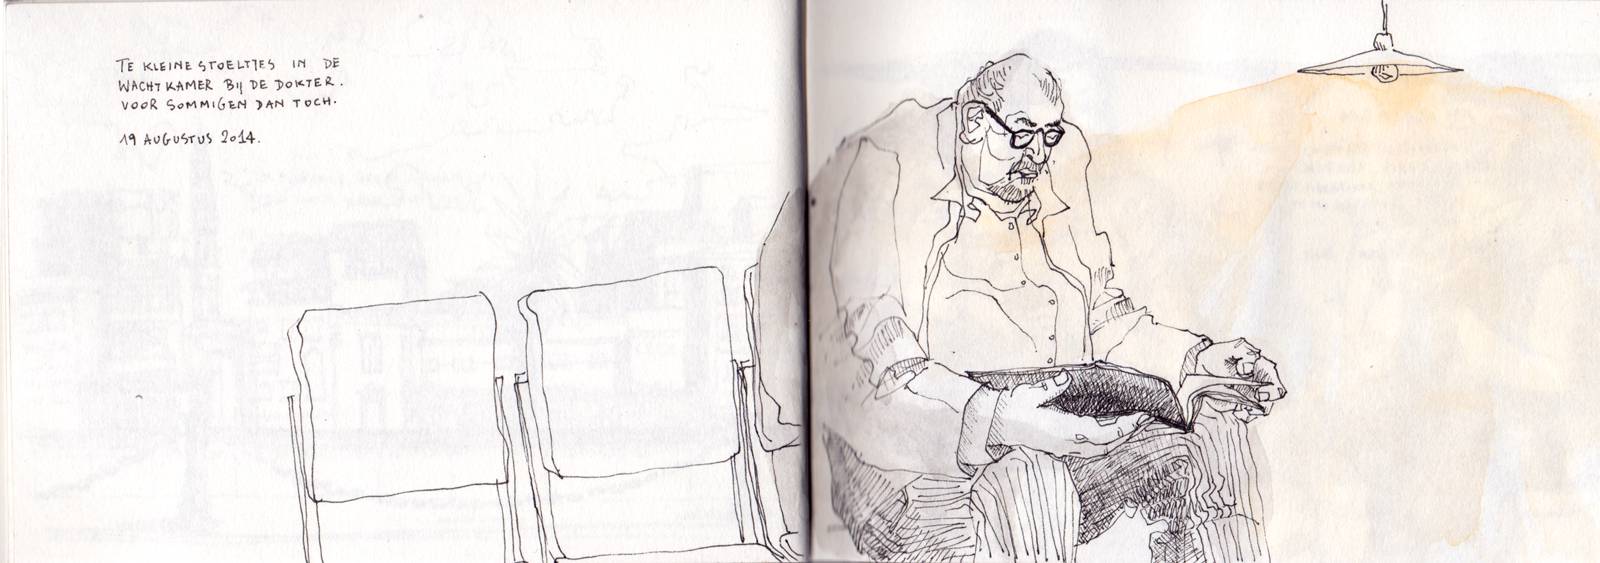 TE KLEINE STOELTJES IN DE
WACHTKAMER BIJ DE DOKTER.
VOOR SOMMIGEN DAN TOCH.
19 AUGUSTUS 2014.